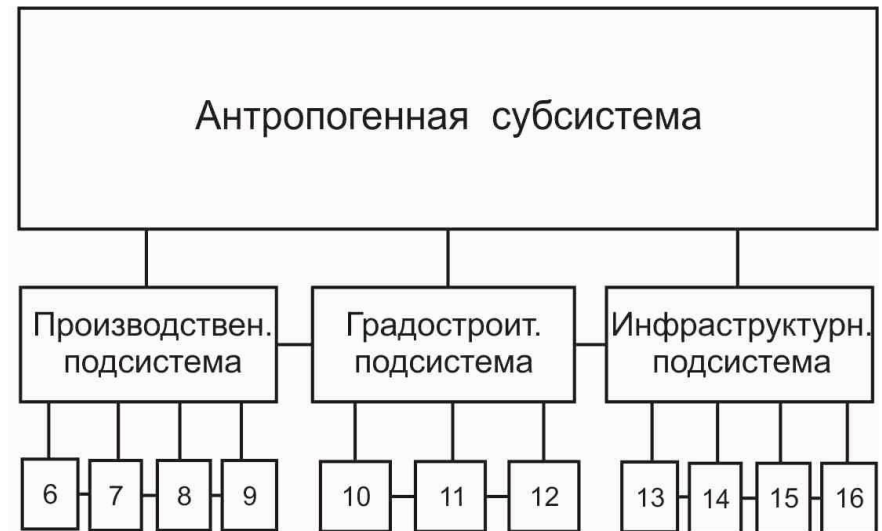 Антропогенная субсистема
Производствен. подсистема
Градостроит. подсистема
Инфраструктурн. подсистема
6 7 8 9 10 11 12 13 14 15 16